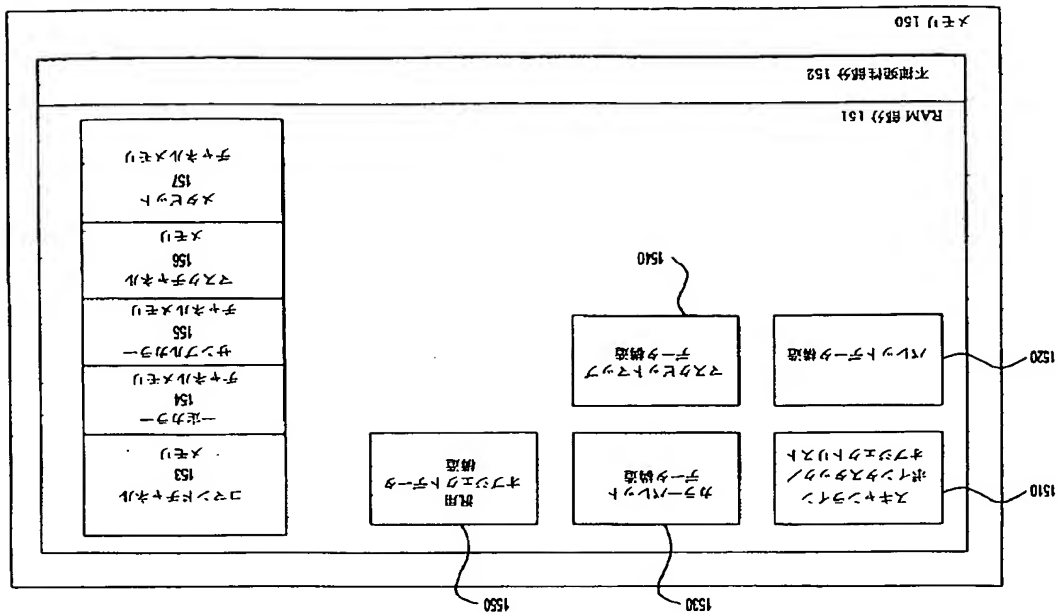 1530
1550
1510
スキャンライン
ポインタスタック/
オブジェクトリスト
カラーパレット
データ構造
汎用
オブジェクトデータ
構造
コマンドチャネル
153
メモリ
一定カラー
154
チャネルメモリ
サンプルカラー
155
チャネルメモリ
マスクチャネル
156
メモリ
メタビット
157
チャネルメモリ
1520
パレットデータ構造
マスクビットマップ
データ構造
1540
RAM 部分 151
不揮発性部分 152
メモリ 150